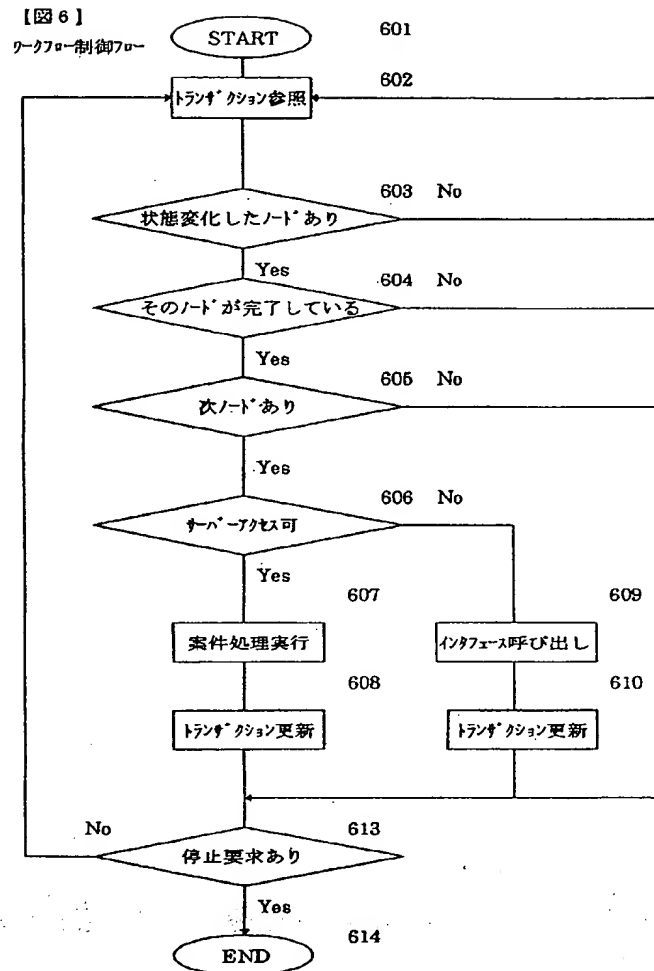 【図6】
ワークフロー制御フロー
START 601
トランザクション参照 602
状態変化したノードあり 603 No
Yes
そのノードが完了している 604 No
Yes
次ノードあり 605 No
Yes
サーバーアクセス可 606 No
Yes
案件処理実行 607
インタフェース呼び出し 609
トランザクション更新 608
トランザクション更新 610
停止要求あり 613
No
Yes
END 614